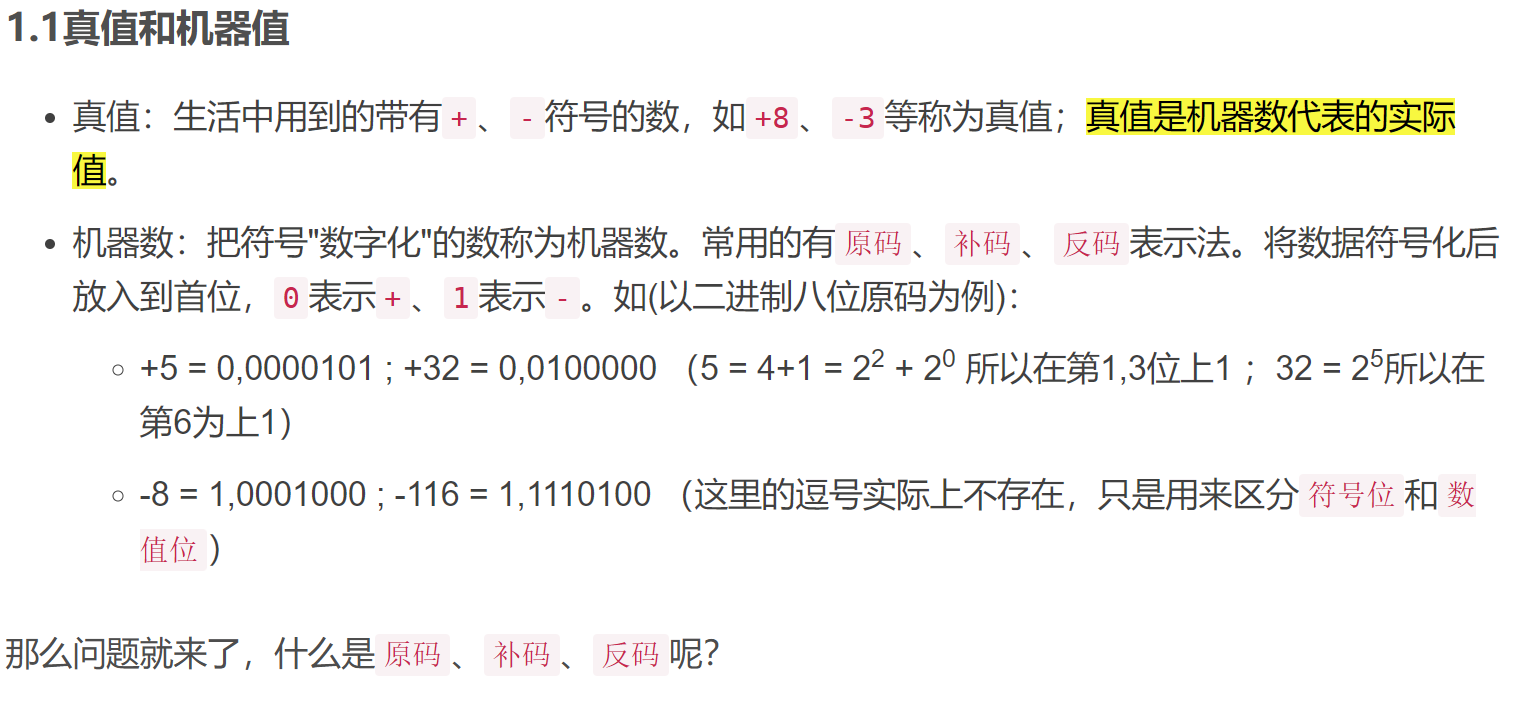 1.1真值和机器值
真值：生活中用到的带有 + 、 - 符号的数，如 +8 、 -3 等称为真值；真值是机器数代表的实际
值。
机器数：把符号"数字化"的数称为机器数。常用的有 原码 、 补码 、 反码 表示法。将数据符号化后
放入到首位， 0 表示 + 、 1 表示 - 。如(以二进制八位原码为例)：
+5 = 0,0000101 ; +32 = 0,0100000 （5 = 4+1 = 2² + 2⁰ 所以在第1,3位上1； 32 = 2⁵所以在
第6为上1）
-8 = 1,0001000 ; -116 = 1,1110100 （这里的逗号实际上不存在，只是用来区分 符号位 和 数
值位 ）
那么问题就来了，什么是 原码 、 补码 、 反码 呢？